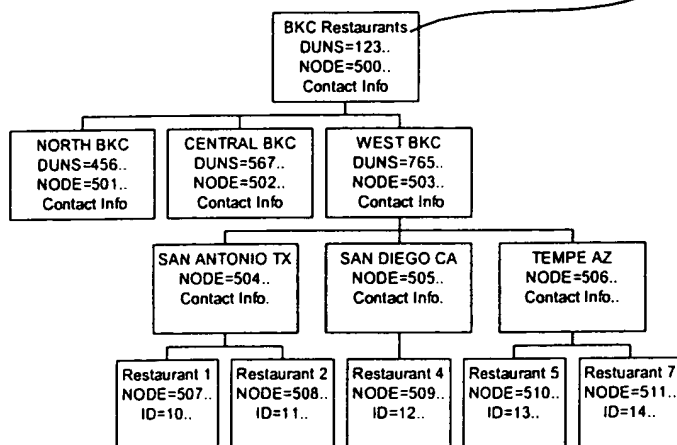 BKC Restaurants
DUNS=123..
NODE=500..
Contact Info
NORTH BKC
DUNS=456..
NODE=501..
Contact Info
CENTRAL BKC
DUNS=567..
NODE=502..
Contact Info
WEST BKC
DUNS=765..
NODE=503..
Contact Info
SAN ANTONIO TX
NODE=504..
Contact Info.
SAN DIEGO CA
NODE=505..
Contact Info.
TEMPE AZ
NODE=506..
Contact Info..
Restaurant 1
NODE=507..
ID=10..
Restaurant 2
NODE=508..
ID=11..
Restaurant 4
NODE=509..
ID=12..
Restaurant 5
NODE=510..
ID=13..
Restuarant 7
NODE=511..
ID=14..